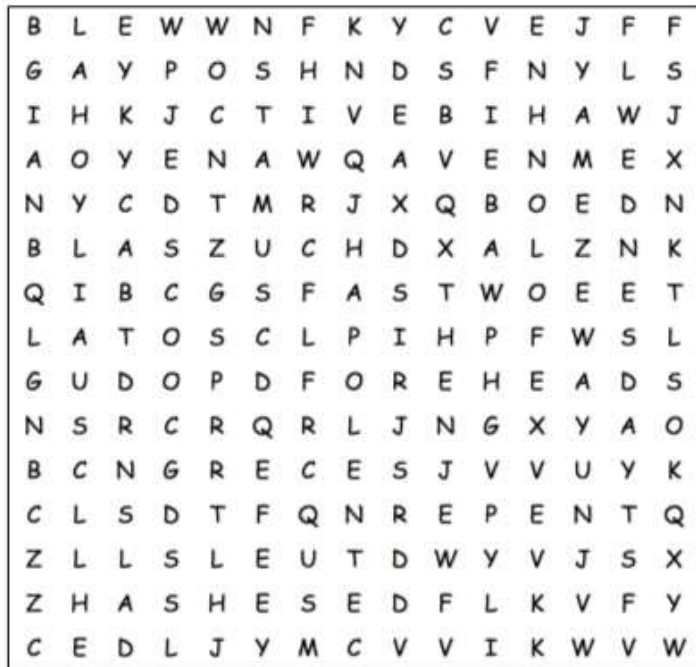 B L E W W N F K Y C V E J F F
G A Y P O S H N D S F N Y L S
I H K J C T I V E B I H A W J
A O Y E N A W Q A V E N M E X
N Y C D T M R J X Q B O E D N
B L A S Z U C H D X A L Z N K
Q I B C G S F A S T W O E E T
L A T O S C L P I H P F W S L
G U D O P D F O R E H E A D S
N S R C R Q R L J N G X Y A O
B C N G R E C E S J V V U Y K
C L S D T F Q N R E P E N T Q
Z L L S L E U T D W Y V J S X
Z H A S H E S E D F L K V F Y
C E D L J Y M C V V I K W V W